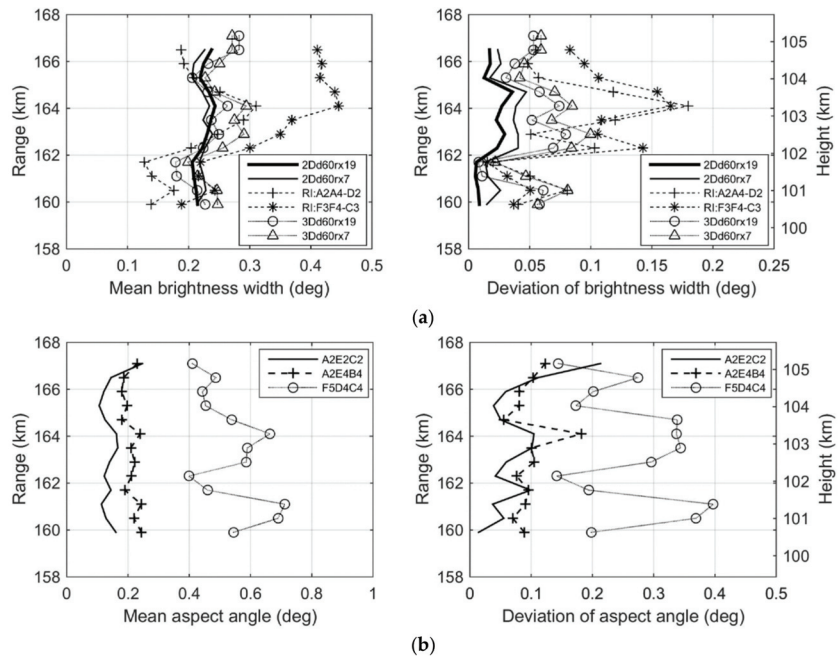 168
166
164
162
160
158
Range (km)
0
0.1
0.2
0.3
0.4
0.5
Mean brightness width (deg)
2Dd60rx19
2Dd60rx7
RI:A2A4-D2
RI:F3F4-C3
3Dd60rx19
3Dd60rx7
168
166
164
162
160
158
Range (km)
0
0.05
0.1
0.15
0.2
0.25
Deviation of brightness width (deg)
2Dd60rx19
2Dd60rx7
RI:A2A4-D2
RI:F3F4-C3
3Dd60rx19
3Dd60rx7
105
104
103
102
101
100
Height (km)
(a)
168
166
164
162
160
158
Range (km)
0
0.2
0.4
0.6
0.8
1
Mean aspect angle (deg)
A2E2C2
A2E4B4
F5D4C4
168
166
164
162
160
158
Range (km)
0
0.1
0.2
0.3
0.4
0.5
Deviation of aspect angle (deg)
A2E2C2
A2E4B4
F5D4C4
105
104
103
102
101
100
Height (km)
(b)